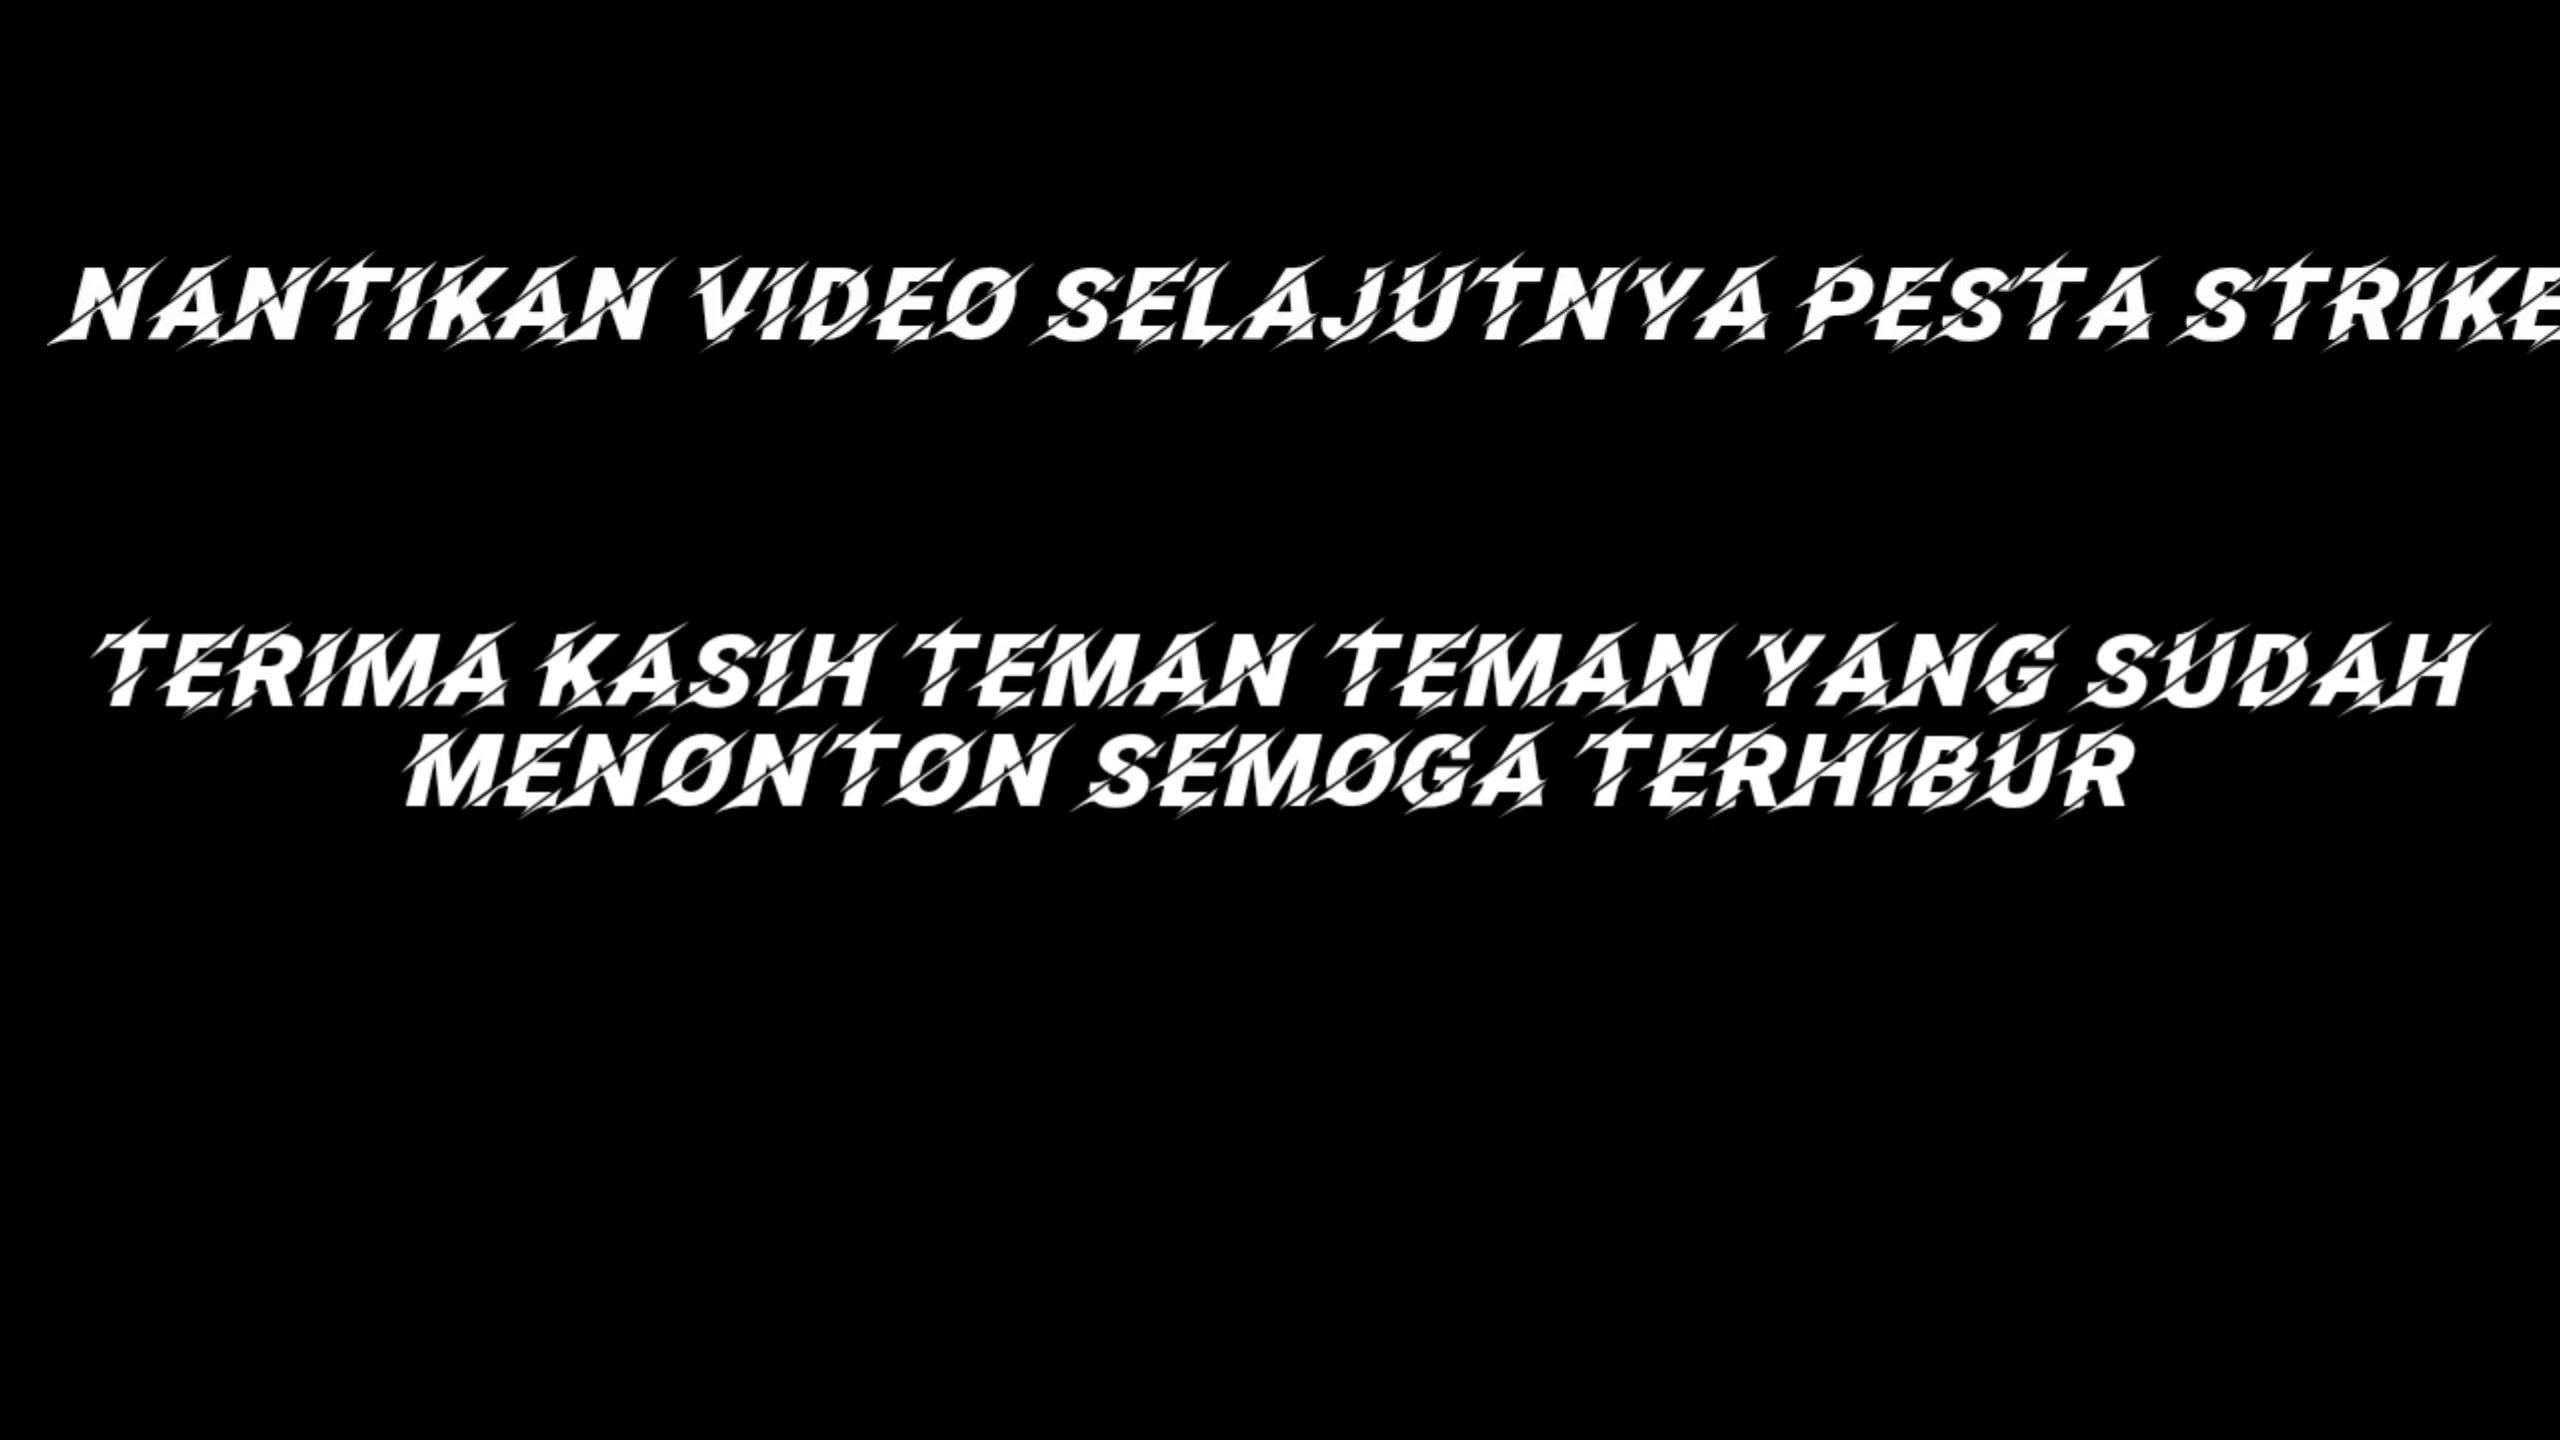 NANTIKAN VIDEO SELAJUTNYA PESTA STRIKE
TERIMA KASIH TEMAN TEMAN YANG SUDAH
MENONTON SEMOGA TERHIBUR